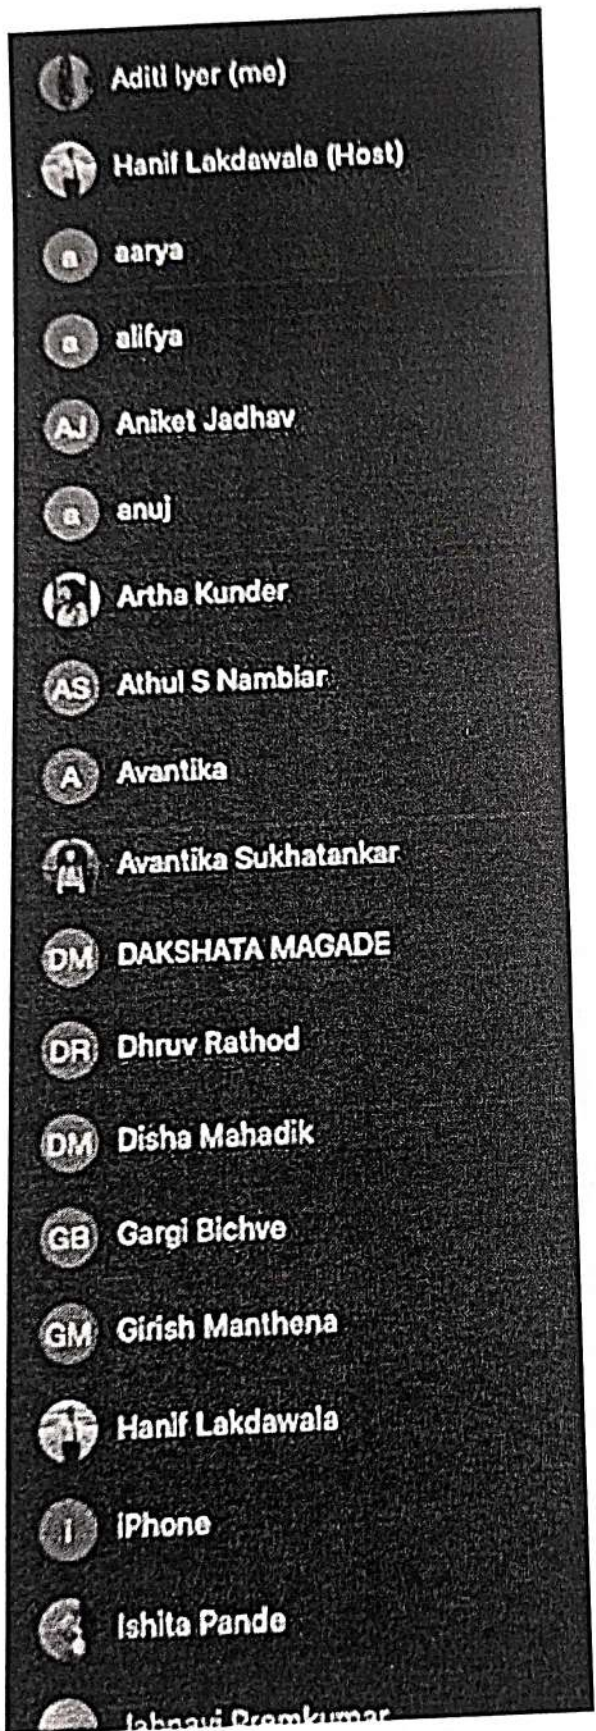 Aditi Iyer (me)
Hanif Lakdawala (Host)
a aarya
a alifya
AJ Aniket Jadhav
a anuj
Artha Kunder
AS Athul S Nambiar
A Avantika
Avantika Sukhatankar
DM DAKSHATA MAGADE
DR Dhruv Rathod
DM Disha Mahadik
GB Gargi Bichve
GM Girish Manthena
Hanif Lakdawala
i iPhone
Ishita Pande
Jahnavi Premkumar